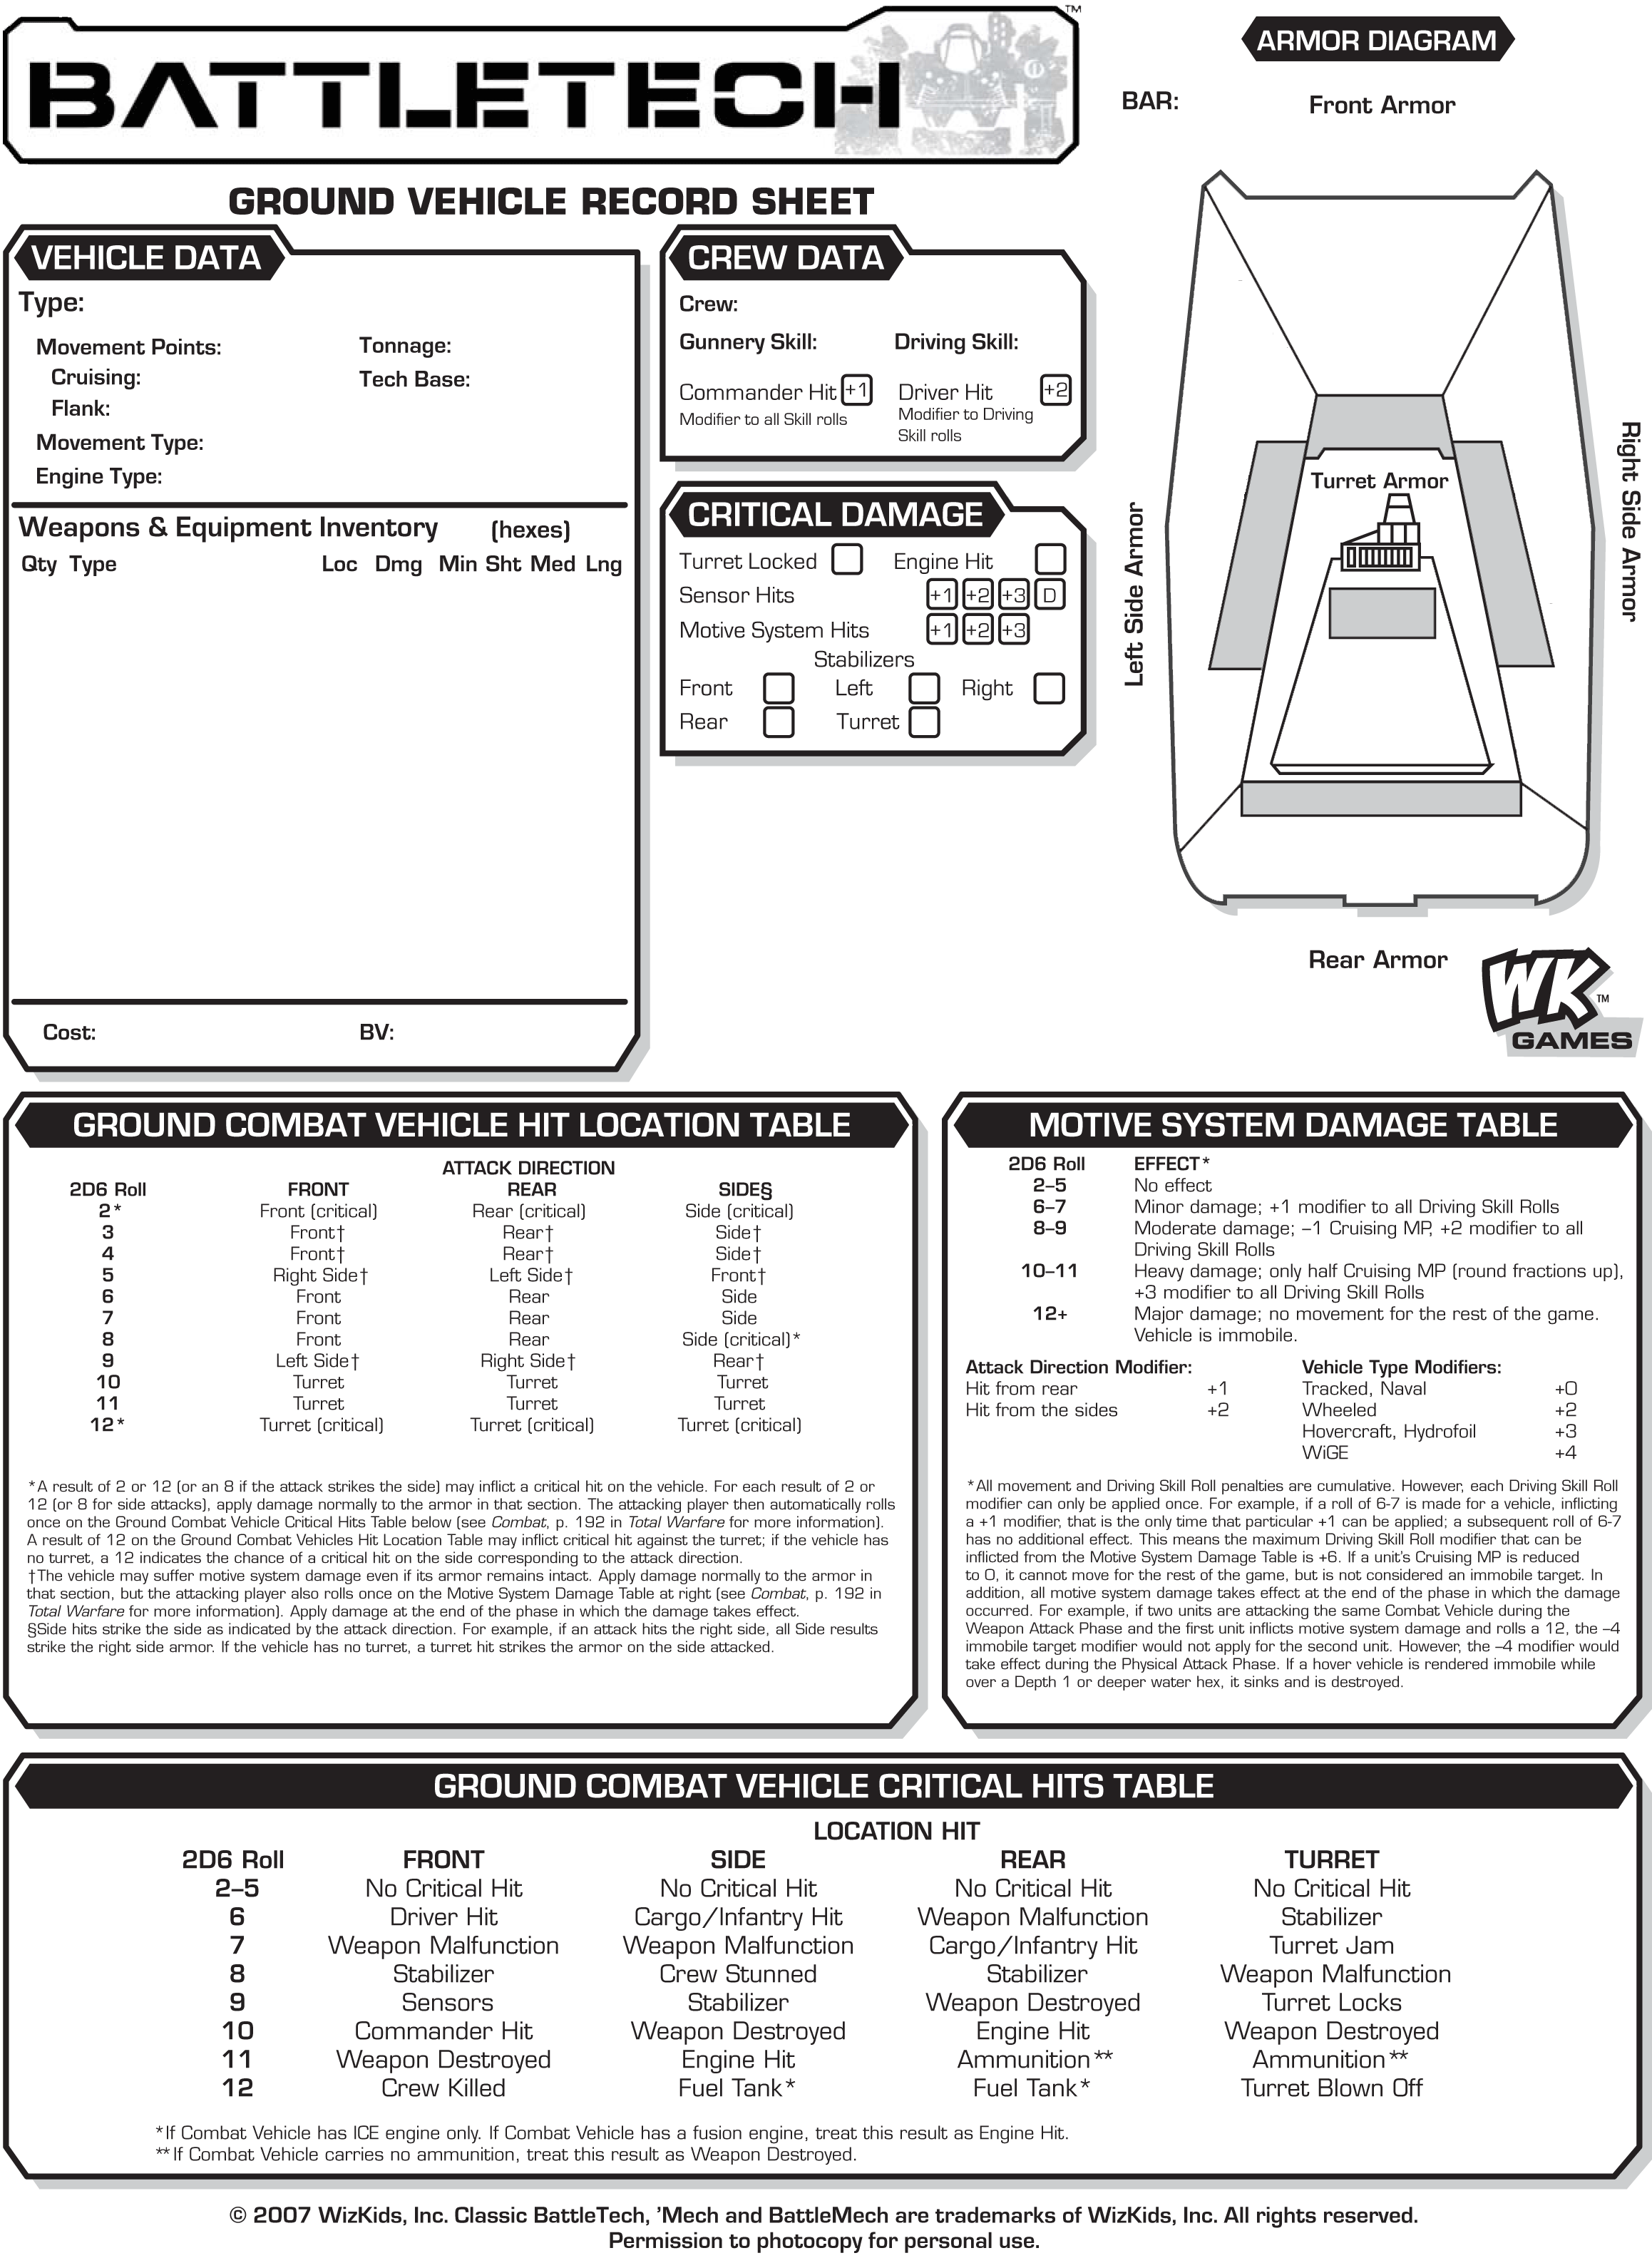 BATTLETECH™
GROUND VEHICLE RECORD SHEET
VEHICLE DATA
Type:
Movement Points: Tonnage:
Cruising: Tech Base:
Flank:
Movement Type:
Engine Type:
Weapons & Equipment Inventory (hexes)
Qty Type Loc Dmg Min Sht Med Lng
Cost: BV:
CREW DATA
Crew:
Gunnery Skill: Driving Skill:
Commander Hit +1 Driver Hit +2
Modifier to all Skill rolls Modifier to Driving
Skill rolls
CRITICAL DAMAGE
Turret Locked Engine Hit
Sensor Hits +1 +2 +3 D
Motive System Hits +1 +2 +3
Stabilizers
Front Left Right
Rear Turret
ARMOR DIAGRAM
BAR: Front Armor
Turret Armor
Left Side Armor
Right Side Armor
Rear Armor
WK™
GAMES
GROUND COMBAT VEHICLE HIT LOCATION TABLE
ATTACK DIRECTION
2D6 Roll FRONT REAR SIDE§
2* Front (critical) Rear (critical) Side (critical)
3 Front† Rear† Side†
4 Front† Rear† Side†
5 Right Side† Left Side† Front†
6 Front Rear Side
7 Front Rear Side
8 Front Rear Side (critical)*
9 Left Side† Right Side† Rear†
10 Turret Turret Turret
11 Turret Turret Turret
12* Turret (critical) Turret (critical) Turret (critical)
*A result of 2 or 12 (or an 8 if the attack strikes the side) may inflict a critical hit on the vehicle. For each result of 2 or
12 (or 8 for side attacks), apply damage normally to the armor in that section. The attacking player then automatically rolls
once on the Ground Combat Vehicle Critical Hits Table below (see Combat, p. 192 in Total Warfare for more information).
A result of 12 on the Ground Combat Vehicles Hit Location Table may inflict critical hit against the turret; if the vehicle has
no turret, a 12 indicates the chance of a critical hit on the side corresponding to the attack direction.
†The vehicle may suffer motive system damage even if its armor remains intact. Apply damage normally to the armor in
that section, but the attacking player also rolls once on the Motive System Damage Table at right (see Combat, p. 192 in
Total Warfare for more information). Apply damage at the end of the phase in which the damage takes effect.
§Side hits strike the side as indicated by the attack direction. For example, if an attack hits the right side, all Side results
strike the right side armor. If the vehicle has no turret, a turret hit strikes the armor on the side attacked.
MOTIVE SYSTEM DAMAGE TABLE
2D6 Roll EFFECT*
2–5 No effect
6–7 Minor damage; +1 modifier to all Driving Skill Rolls
8–9 Moderate damage; –1 Cruising MP, +2 modifier to all
Driving Skill Rolls
10–11 Heavy damage; only half Cruising MP (round fractions up),
+3 modifier to all Driving Skill Rolls
12+ Major damage; no movement for the rest of the game.
Vehicle is immobile.
Attack Direction Modifier: Vehicle Type Modifiers:
Hit from rear +1 Tracked, Naval +0
Hit from the sides +2 Wheeled +2
Hovercraft, Hydrofoil +3
WiGE +4
*All movement and Driving Skill Roll penalties are cumulative. However, each Driving Skill Roll
modifier can only be applied once. For example, if a roll of 6-7 is made for a vehicle, inflicting
a +1 modifier, that is the only time that particular +1 can be applied; a subsequent roll of 6-7
has no additional effect. This means the maximum Driving Skill Roll modifier that can be
inflicted from the Motive System Damage Table is +6. If a unit's Cruising MP is reduced
to 0, it cannot move for the rest of the game, but is not considered an immobile target. In
addition, all motive system damage takes effect at the end of the phase in which the damage
occurred. For example, if two units are attacking the same Combat Vehicle during the
Weapon Attack Phase and the first unit inflicts motive system damage and rolls a 12, the –4
immobile target modifier would not apply for the second unit. However, the –4 modifier would
take effect during the Physical Attack Phase. If a hover vehicle is rendered immobile while
over a Depth 1 or deeper water hex, it sinks and is destroyed.
GROUND COMBAT VEHICLE CRITICAL HITS TABLE
LOCATION HIT
2D6 Roll FRONT SIDE REAR TURRET
2–5 No Critical Hit No Critical Hit No Critical Hit No Critical Hit
6 Driver Hit Cargo/Infantry Hit Weapon Malfunction Stabilizer
7 Weapon Malfunction Weapon Malfunction Cargo/Infantry Hit Turret Jam
8 Stabilizer Crew Stunned Stabilizer Weapon Malfunction
9 Sensors Stabilizer Weapon Destroyed Turret Locks
10 Commander Hit Weapon Destroyed Engine Hit Weapon Destroyed
11 Weapon Destroyed Engine Hit Ammunition** Ammunition**
12 Crew Killed Fuel Tank* Fuel Tank* Turret Blown Off
*If Combat Vehicle has ICE engine only. If Combat Vehicle has a fusion engine, treat this result as Engine Hit.
**If Combat Vehicle carries no ammunition, treat this result as Weapon Destroyed.
© 2007 WizKids, Inc. Classic BattleTech, 'Mech and BattleMech are trademarks of WizKids, Inc. All rights reserved.
Permission to photocopy for personal use.